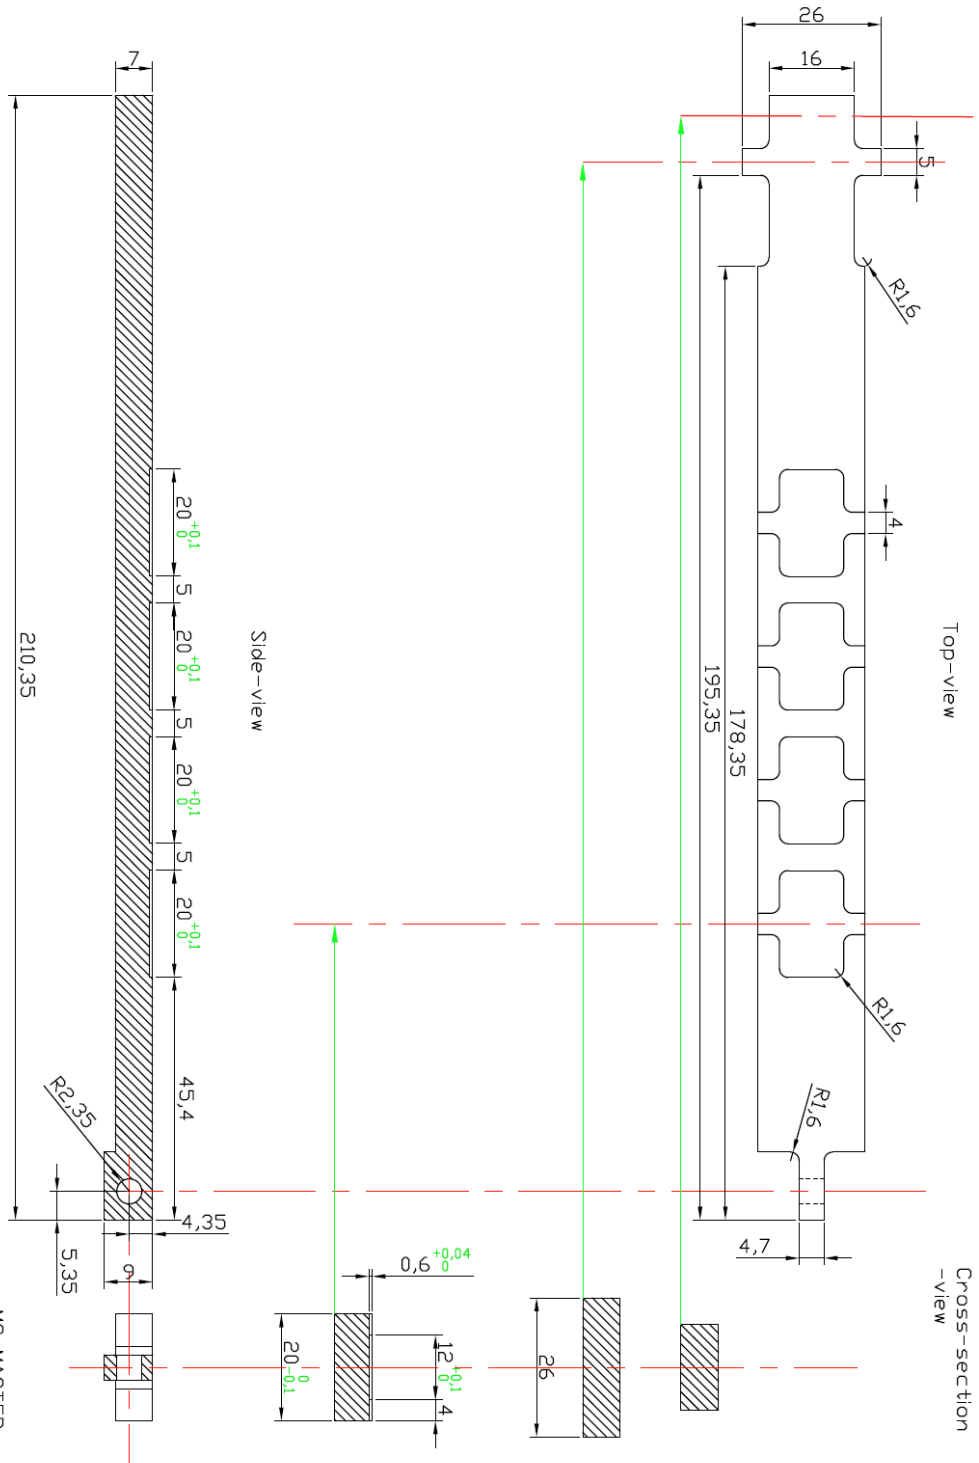 26
16
5
7
R1,6
Top-view
4
195,35
178,35
R1,6
R1,6
4,7
Side-view
20 +0,1 0
5
20 +0,1 0
5
20 +0,1 0
5
20 +0,1 0
45,4
210,35
R2,35
4,35
5,35
9
Cross-section
-view
0,6 +0,04 0
20 0 -0,1
12 +0,1 0
4
26